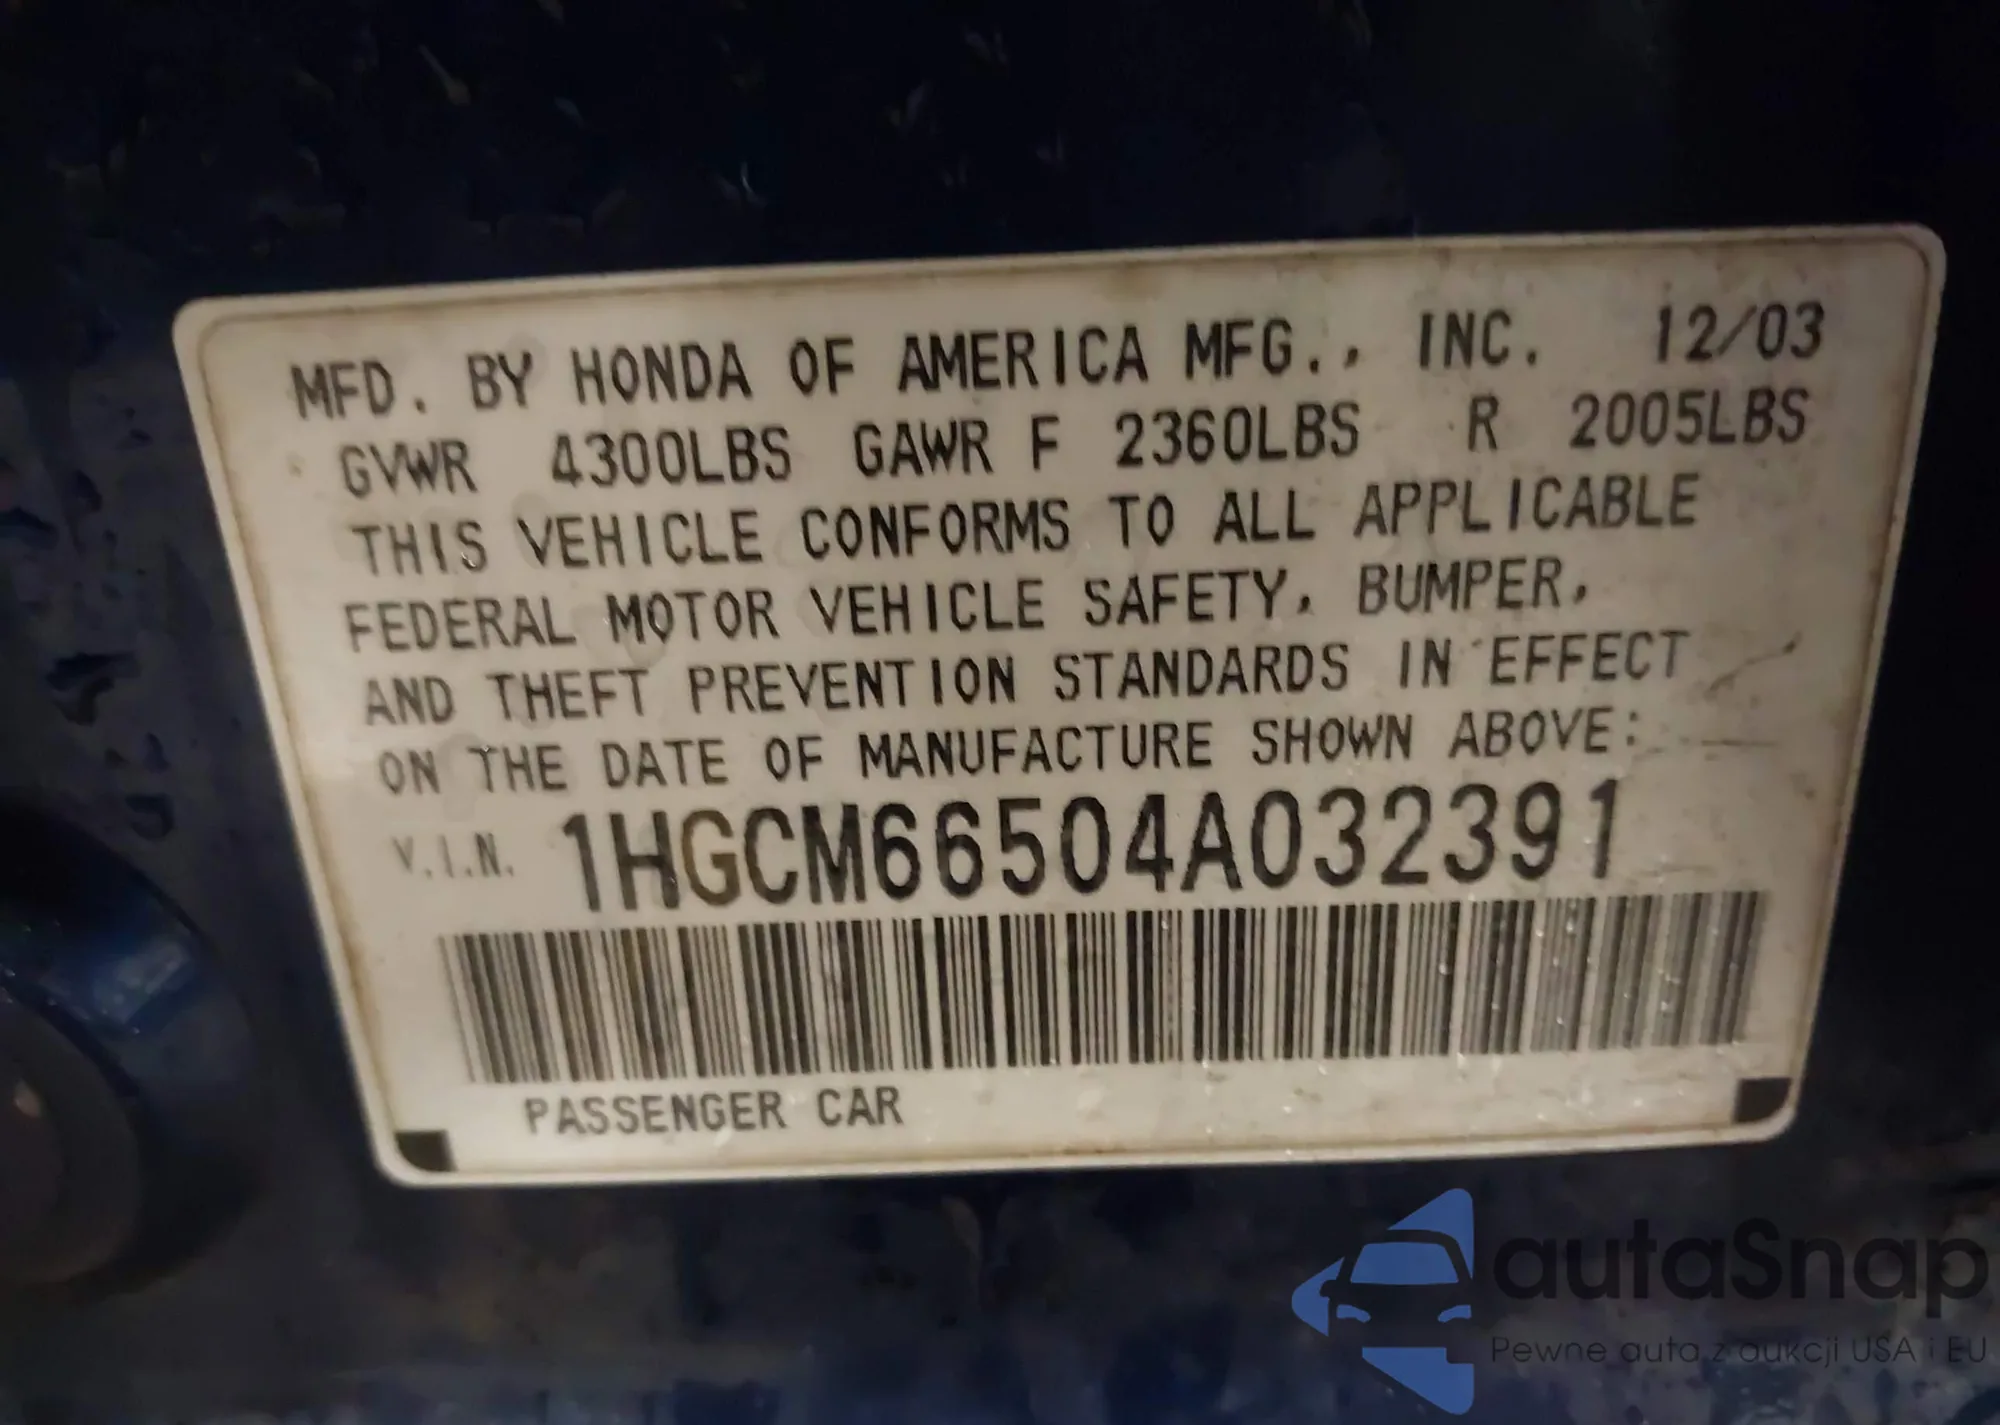 MFD. BY HONDA OF AMERICA MFG., INC. 12/03
GVWR 4300LBS GAWR F 2360LBS R 2005LBS
THIS VEHICLE CONFORMS TO ALL APPLICABLE
FEDERAL MOTOR VEHICLE SAFETY, BUMPER,
AND THEFT PREVENTION STANDARDS IN EFFECT
ON THE DATE OF MANUFACTURE SHOWN ABOVE:
V.I.N. 1HGCM66504A032391
PASSENGER CAR
autaSnap
Pewne auta z aukcji USA i EU